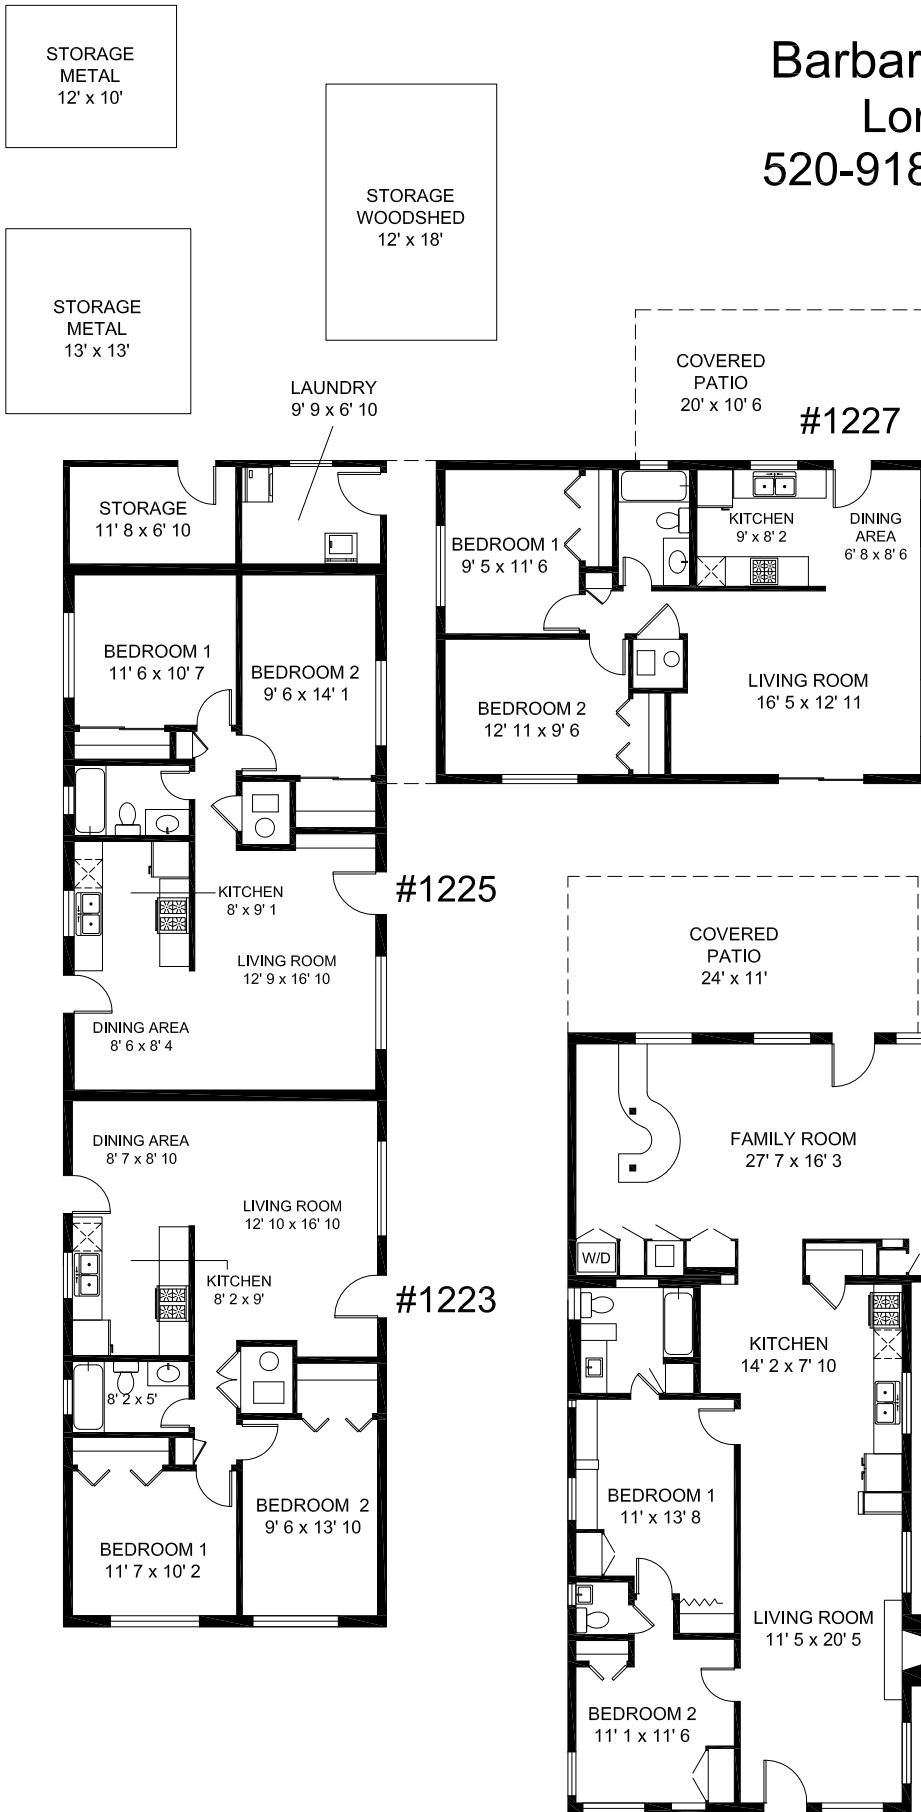 STORAGE
METAL
12' x 10'
Barbar
Lor
520-918
STORAGE
WOODSHED
12' x 18'
STORAGE
METAL
13' x 13'
LAUNDRY
9' 9 x 6' 10
COVERED
PATIO
20' x 10' 6
#1227
STORAGE
11' 8 x 6' 10
BEDROOM 1
9' 5 x 11' 6
KITCHEN
9' x 8' 2
DINING
AREA
6' 8 x 8' 6
BEDROOM 1
11' 6 x 10' 7
BEDROOM 2
9' 6 x 14' 1
BEDROOM 2
12' 11 x 9' 6
LIVING ROOM
16' 5 x 12' 11
KITCHEN
8' x 9' 1
#1225
LIVING ROOM
12' 9 x 16' 10
DINING AREA
8' 6 x 8' 4
COVERED
PATIO
24' x 11'
DINING AREA
8' 7 x 8' 10
LIVING ROOM
12' 10 x 16' 10
FAMILY ROOM
27' 7 x 16' 3
W/D
KITCHEN
8' 2 x 9'
#1223
KITCHEN
14' 2 x 7' 10
8' 2 x 5'
BEDROOM 2
9' 6 x 13' 10
BEDROOM 1
11' 7 x 10' 2
BEDROOM 1
11' x 13' 8
LIVING ROOM
11' 5 x 20' 5
BEDROOM 2
11' 1 x 11' 6